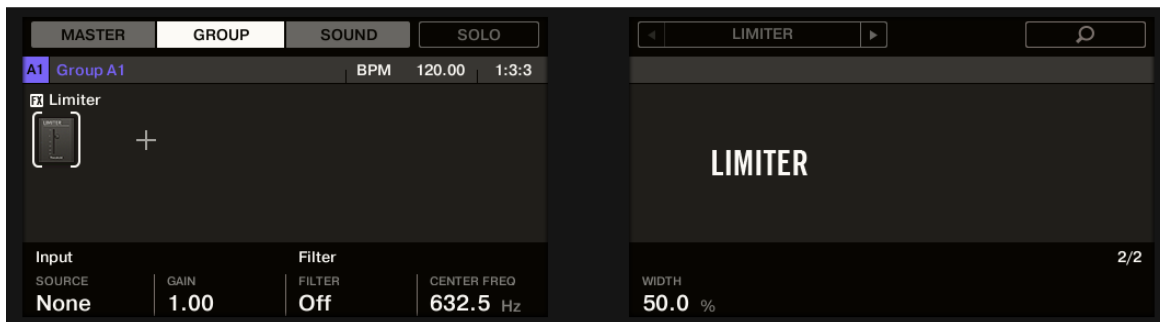 MASTER GROUP SOUND SOLO
A1 Group A1 BPM 120.00 1:3:3
FX Limiter
LIMITER
Input Filter
SOURCE GAIN FILTER CENTER FREQ
None 1.00 Off 632.5 Hz
LIMITER
LIMITER
2/2
WIDTH
50.0 %